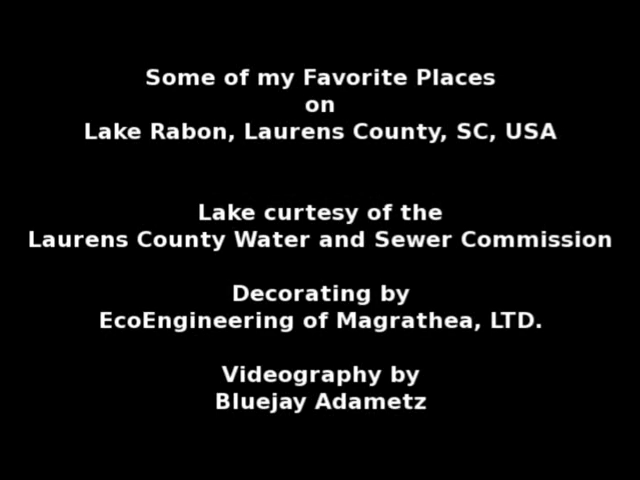 Some of my Favorite Places
on
Lake Rabon, Laurens County, SC, USA
Lake curtesy of the
Laurens County Water and Sewer Commission
Decorating by
EcoEngineering of Magrathea, LTD.
Videography by
Bluejay Adametz